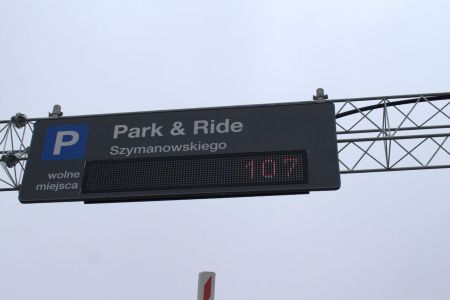 P
Park & Ride
Szymanowskiego
wolne
miejsca
107